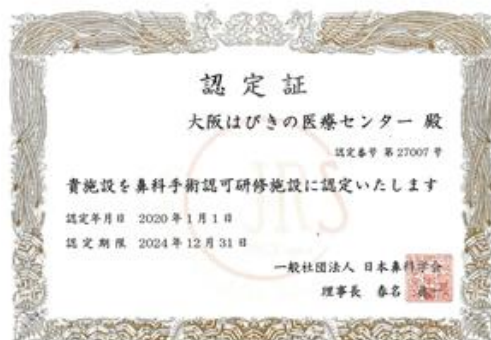 認定証
大阪はびきの医療センター 殿
認定番号 第27007号
貴施設を鼻科手術認可研修施設に認定いたします
JRS
認定年月日 2020年1月1日
認定期限 2024年12月31日
一般社団法人 日本鼻科学会
理事長 春名